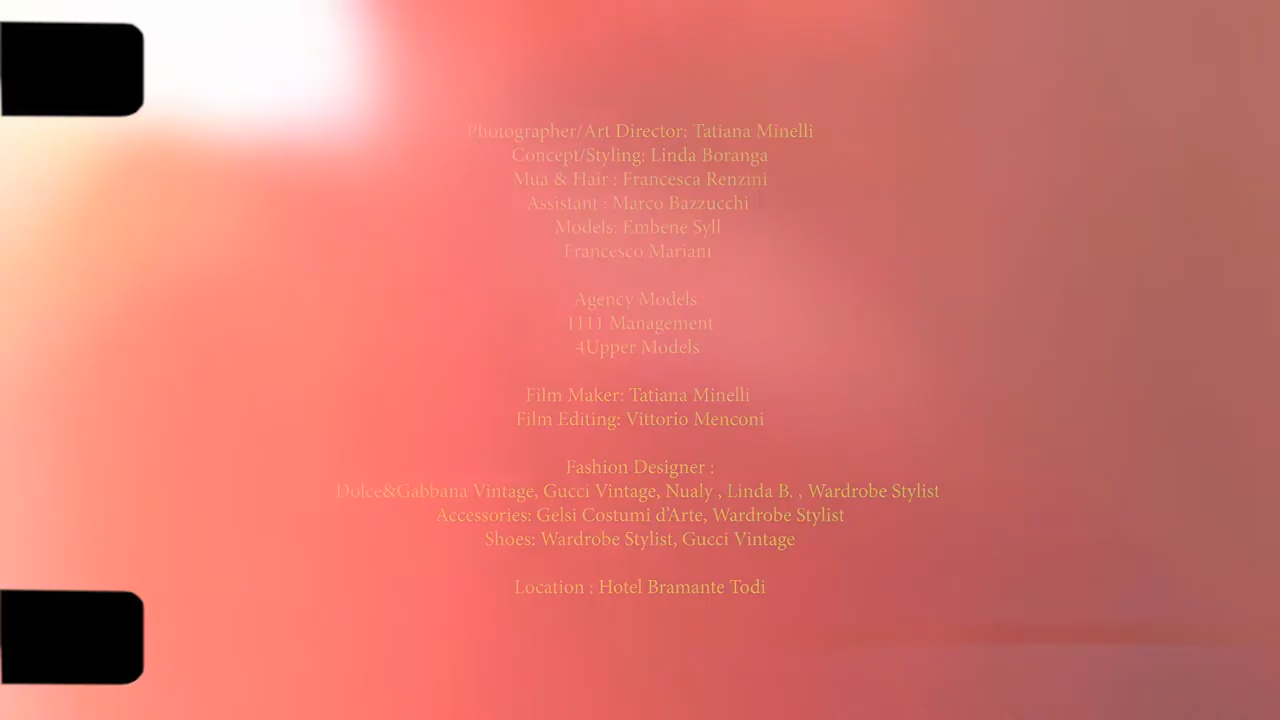 Photographer/Art Director: Tatiana Minelli
Concept/Styling: Linda Boranga
Mua & Hair : Francesca Renzini
Assistant : Marco Bazzucchi
Models: Embene Syll
Francesco Mariani
Agency Models
1111 Management
4Upper Models
Film Maker: Tatiana Minelli
Film Editing: Vittorio Menconi
Fashion Designer :
Dolce&Gabbana Vintage, Gucci Vintage, Nualy , Linda B. , Wardrobe Stylist
Accessories: Gelsi Costumi d’Arte, Wardrobe Stylist
Shoes: Wardrobe Stylist, Gucci Vintage
Location : Hotel Bramante Todi